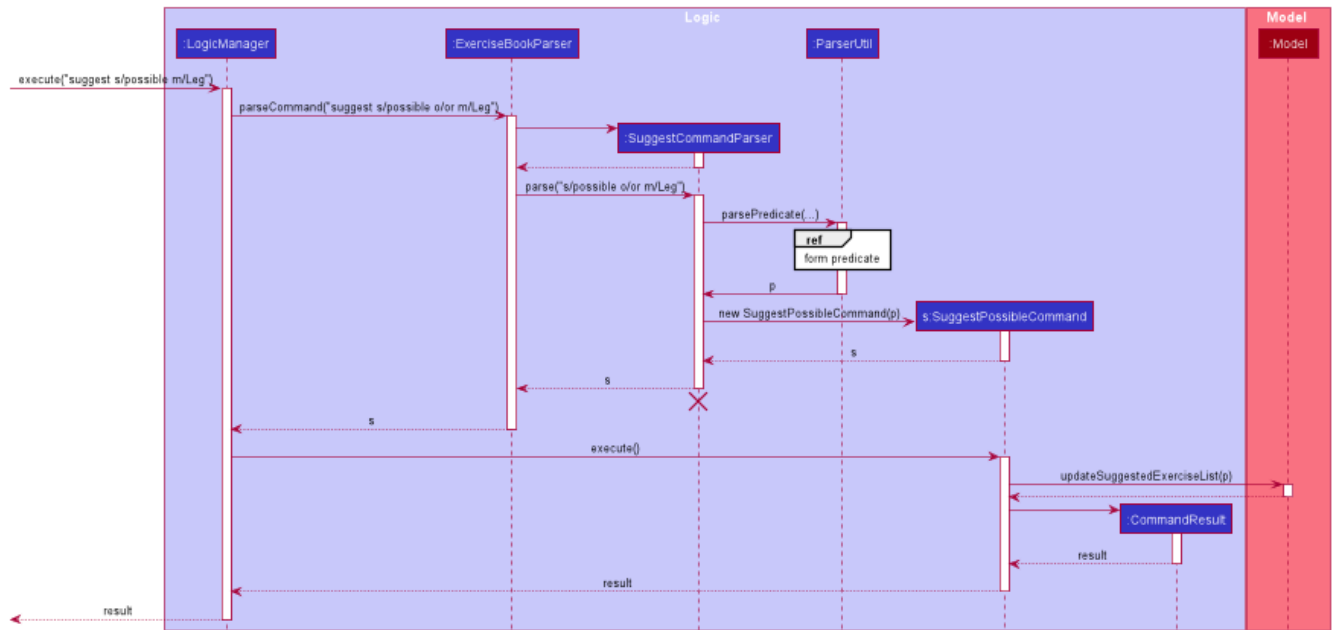 Logic
Model
:LogicManager
:ExerciseBookParser
:ParserUtil
:Model
execute("suggest s/possible m/Leg")
parseCommand("suggest s/possible o/or m/Leg")
:SuggestCommandParser
parse("s/possible o/or m/Leg")
parsePredicate(...)
ref
form predicate
p
new SuggestPossibleCommand(p)
s:SuggestPossibleCommand
s
s
s
execute()
updateSuggestedExerciseList(p)
:CommandResult
result
result
result